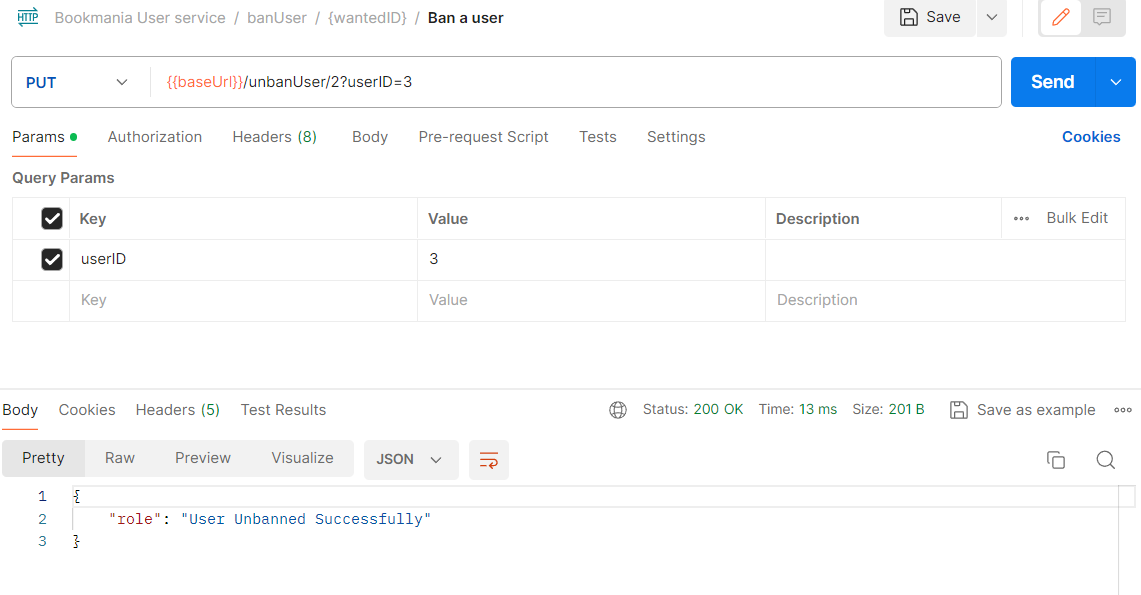 HTTP Bookmania User service / banUser / {wantedID} / Ban a user Save
PUT {{baseUrl}}/unbanUser/2?userID=3 Send
Params Authorization Headers (8) Body Pre-request Script Tests Settings Cookies
Query Params
Key Value Description ••• Bulk Edit
userID 3
Key Value Description
Body Cookies Headers (5) Test Results Status: 200 OK Time: 13 ms Size: 201 B Save as example
Pretty Raw Preview Visualize JSON
1 {
2 "role": "User Unbanned Successfully"
3 }